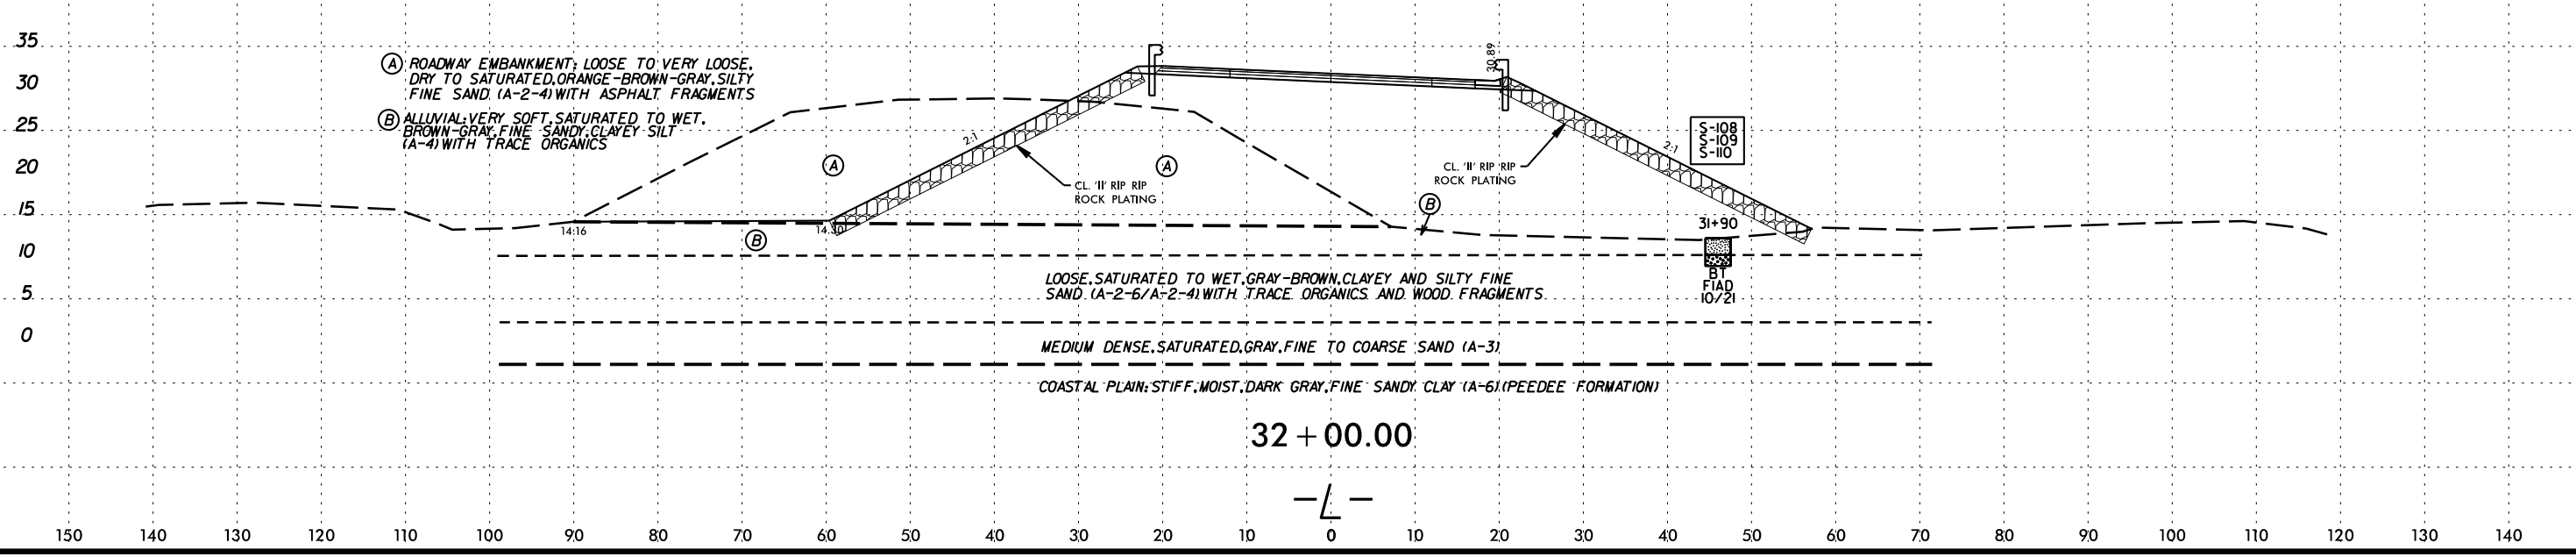 35
30
25
20
15
10
5
0
A ROADWAY EMBANKMENT: LOOSE TO VERY LOOSE,
DRY TO SATURATED,ORANGE-BROWN-GRAY,SILTY
FINE SAND (A-2-4) WITH ASPHALT FRAGMENTS
B ALLUVIAL:VERY SOFT,SATURATED TO WET,
BROWN-GRAY,FINE SANDY,CLAYEY SILT
(A-4) WITH TRACE ORGANICS
30.89
2:1
2:1
A
A
B
B
CL. 'II' RIP RIP
ROCK PLATING
CL. 'II' RIP RIP
ROCK PLATING
S-108
S-109
S-110
14.16
14.30
31+90
BT
FIAD
10/21
LOOSE,SATURATED TO WET,GRAY-BROWN,CLAYEY AND SILTY FINE
SAND (A-2-6/A-2-4) WITH TRACE ORGANICS AND WOOD FRAGMENTS
MEDIUM DENSE,SATURATED,GRAY,FINE TO COARSE SAND (A-3)
COASTAL PLAIN: STIFF,MOIST,DARK GRAY,FINE SANDY CLAY (A-6) (PEEDEE FORMATION)
32+00.00
-L-
150 140 130 120 110 100 90 80 70 60 50 40 30 20 10 0 10 20 30 40 50 60 70 80 90 100 110 120 130 140